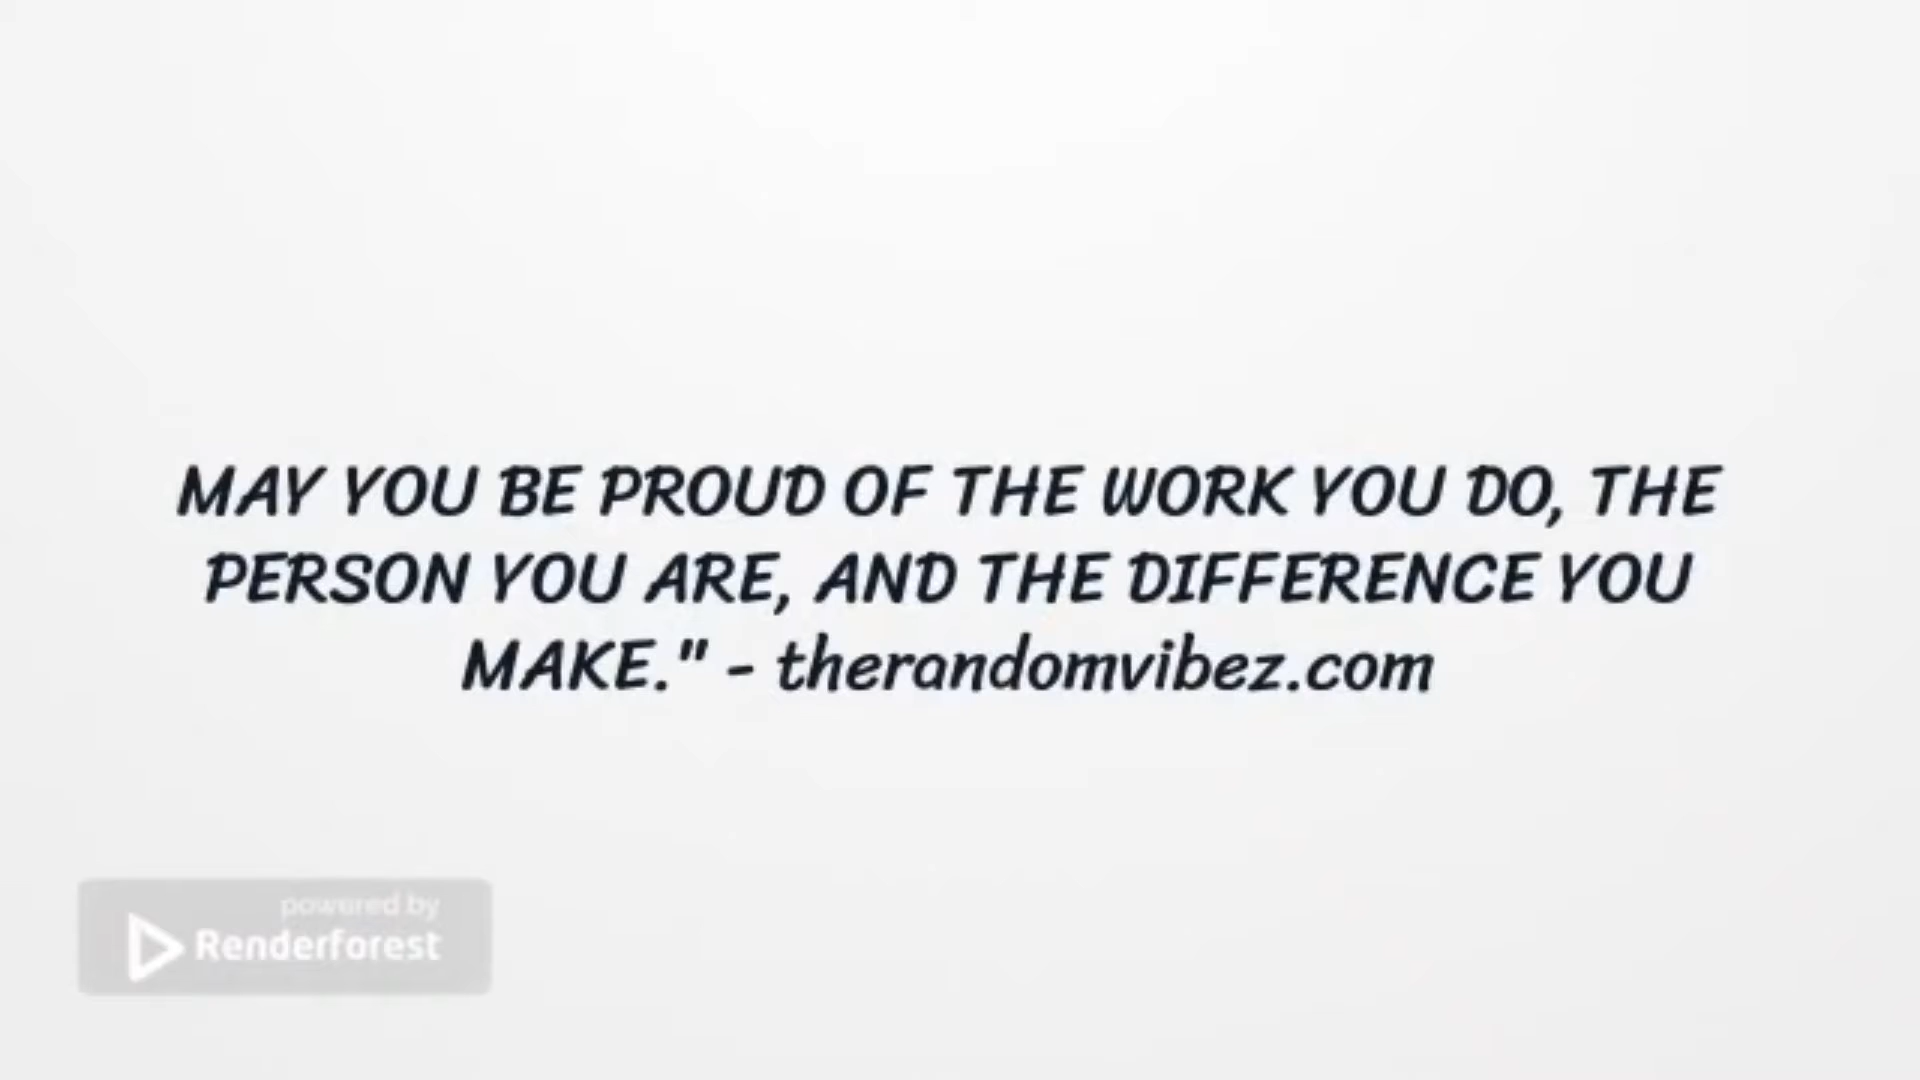 MAY YOU BE PROUD OF THE WORK YOU DO, THE
PERSON YOU ARE, AND THE DIFFERENCE YOU
MAKE." - therandomvibez.com
powered by
Renderforest